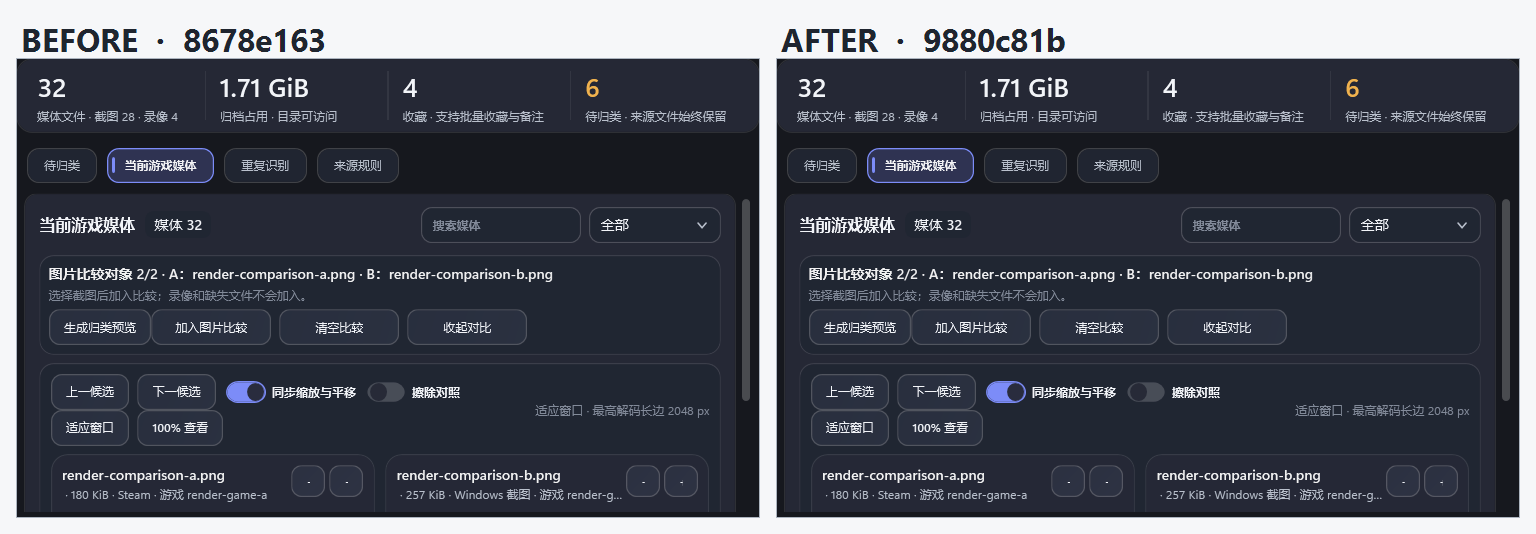 BEFORE · 8678e163
32 1.71 GiB 4 6
媒体文件 · 截图 28 · 录像 4 归档占用 · 目录可访问 收藏 · 支持批量收藏与备注 待归类 · 来源文件始终保留
待归类 当前游戏媒体 重复识别 来源规则
当前游戏媒体 媒体 32 搜索媒体 全部
图片比较对象 2/2 · A：render-comparison-a.png · B：render-comparison-b.png
选择截图后加入比较；录像和缺失文件不会加入。
生成归类预览 加入图片比较 清空比较 收起对比
上一候选 下一候选 同步缩放与平移 擦除对照
适应窗口 · 最高解码长边 2048 px
适应窗口 100% 查看
render-comparison-a.png - - render-comparison-b.png - -
· 180 KiB · Steam · 游戏 render-game-a · 257 KiB · Windows 截图 · 游戏 render-g...
AFTER · 9880c81b
32 1.71 GiB 4 6
媒体文件 · 截图 28 · 录像 4 归档占用 · 目录可访问 收藏 · 支持批量收藏与备注 待归类 · 来源文件始终保留
待归类 当前游戏媒体 重复识别 来源规则
当前游戏媒体 媒体 32 搜索媒体 全部
图片比较对象 2/2 · A：render-comparison-a.png · B：render-comparison-b.png
选择截图后加入比较；录像和缺失文件不会加入。
生成归类预览 加入图片比较 清空比较 收起对比
上一候选 下一候选 同步缩放与平移 擦除对照
适应窗口 · 最高解码长边 2048 px
适应窗口 100% 查看
render-comparison-a.png - - render-comparison-b.png - -
· 180 KiB · Steam · 游戏 render-game-a · 257 KiB · Windows 截图 · 游戏 render-g...